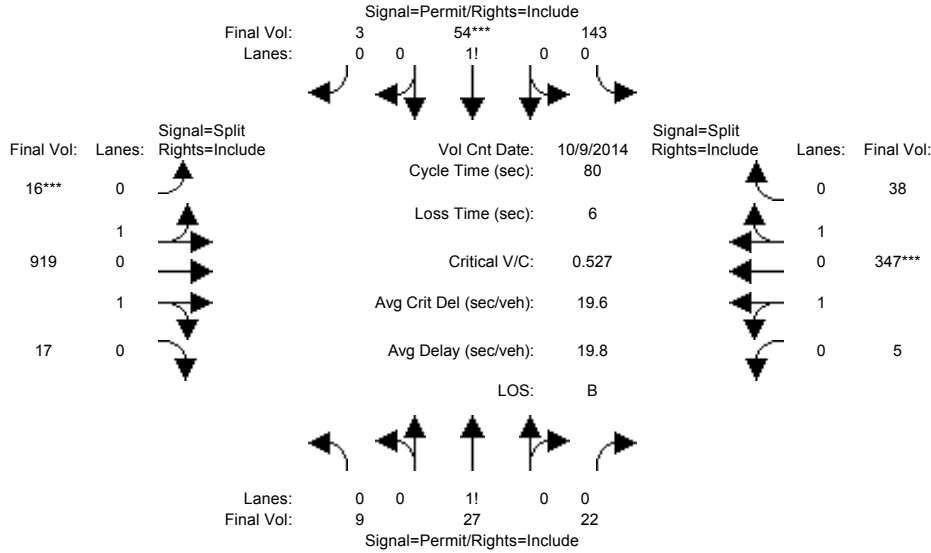 Signal=Permit/Rights=Include
Final Vol: 3 54*** 143
Lanes: 0 0 1! 0 0
Signal=Split
Final Vol: Lanes: Rights=Include
Vol Cnt Date: 10/9/2014
Signal=Split
Rights=Include Lanes: Final Vol:
Cycle Time (sec): 80
16*** 0
0 38
Loss Time (sec): 6
1
1
919 0
Critical V/C: 0.527
0 347***
1
Avg Crit Del (sec/veh): 19.6
1
17 0
Avg Delay (sec/veh): 19.8
0 5
LOS: B
Lanes: 0 0 1! 0 0
Final Vol: 9 27 22
Signal=Permit/Rights=Include